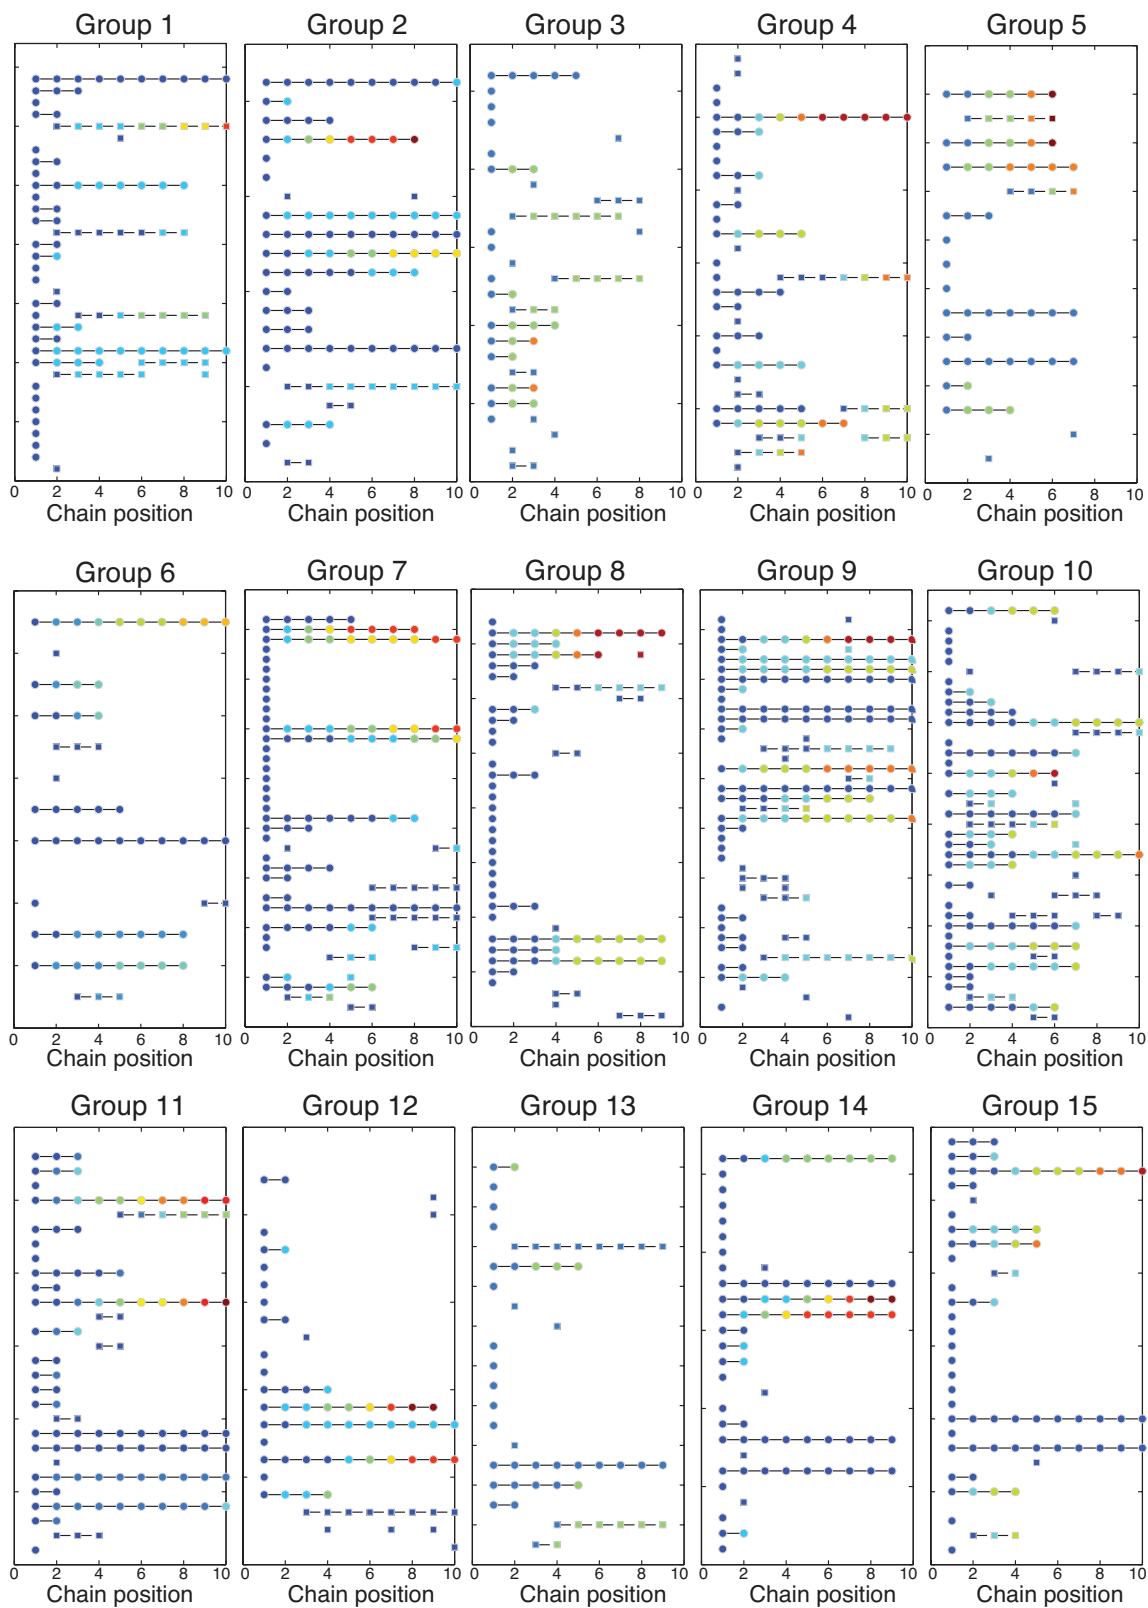 Group 1 Group 2 Group 3 Group 4 Group 5
0 2 4 6 8 10 0 2 4 6 8 10 0 2 4 6 8 10 0 2 4 6 8 10 0 2 4 6 8 10
Chain position Chain position Chain position Chain position Chain position
Group 6 Group 7 Group 8 Group 9 Group 10
0 2 4 6 8 10 0 2 4 6 8 10 0 2 4 6 8 10 0 2 4 6 8 10 0 2 4 6 8 10
Chain position Chain position Chain position Chain position Chain position
Group 11 Group 12 Group 13 Group 14 Group 15
0 2 4 6 8 10 0 2 4 6 8 10 0 2 4 6 8 10 0 2 4 6 8 10 0 2 4 6 8 10
Chain position Chain position Chain position Chain position Chain position